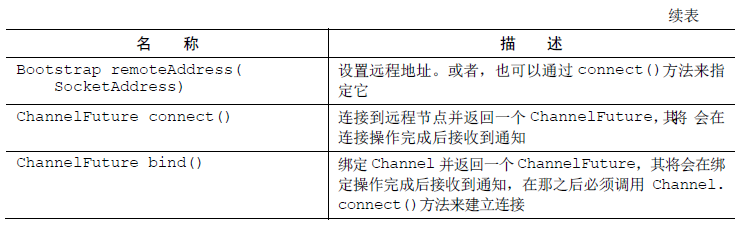 续表
名 称 描 述
Bootstrap remoteAddress( 设置远程地址。或者，也可以通过 connect()方法来指
SocketAddress) 定它
ChannelFuture connect() 连接到远程节点并返回一个 ChannelFuture，其将 会在
连接操作完成后接收到通知
ChannelFuture bind() 绑定 Channel 并返回一个 ChannelFuture，其将会在绑
定操作完成后接收到通知，在那之后必须调用 Channel.
connect()方法来建立连接